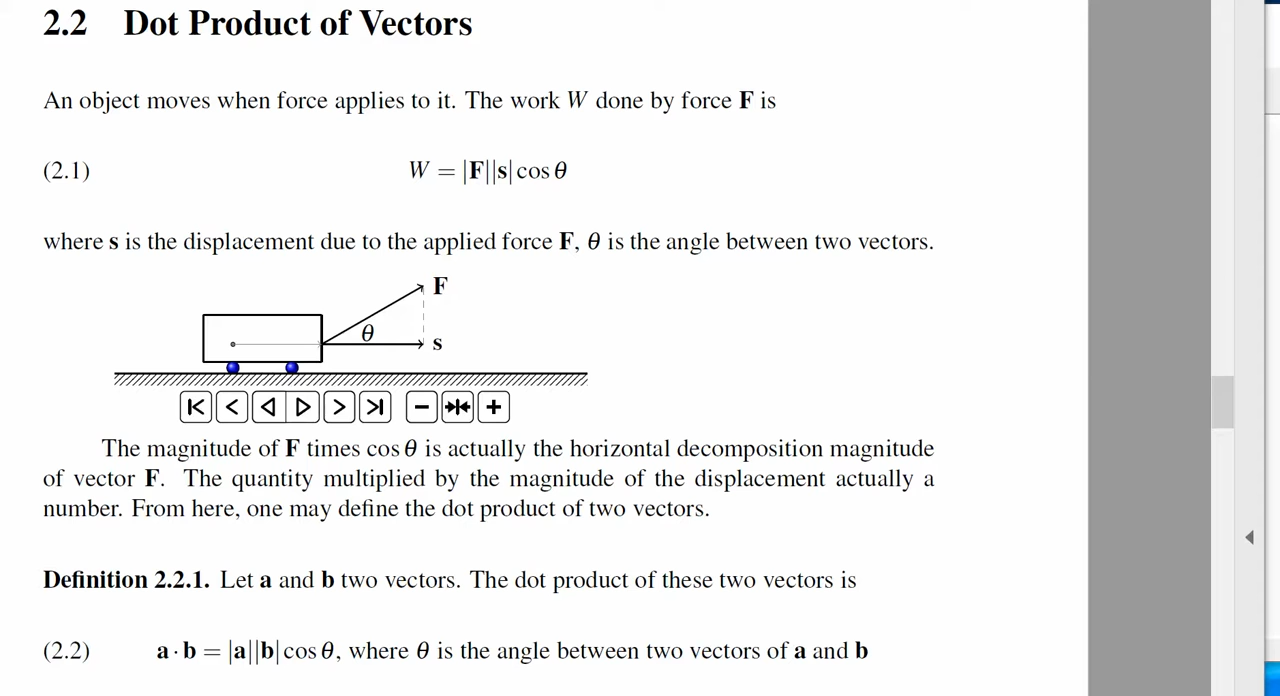 2.2 Dot Product of Vectors
An object moves when force applies to it. The work W done by force F is
(2.1) W = |F||s| cos θ
where s is the displacement due to the applied force F, θ is the angle between two vectors.
F
θ
s
The magnitude of F times cos θ is actually the horizontal decomposition magnitude
of vector F. The quantity multiplied by the magnitude of the displacement actually a
number. From here, one may define the dot product of two vectors.
Definition 2.2.1. Let a and b two vectors. The dot product of these two vectors is
(2.2) a · b = |a||b| cos θ, where θ is the angle between two vectors of a and b